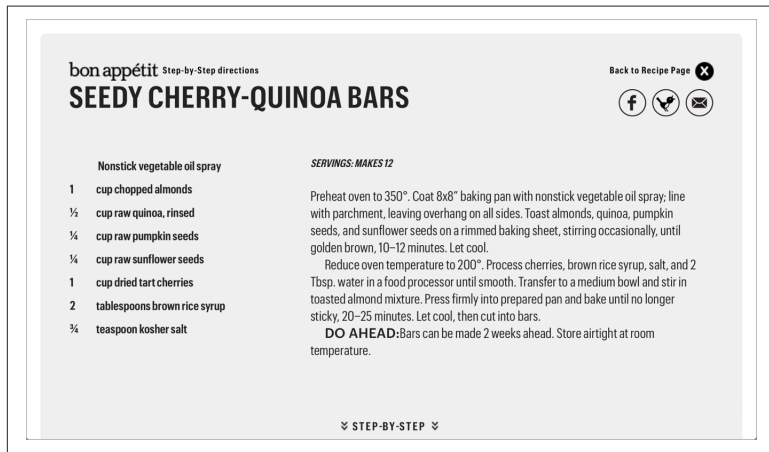 bon appétit Step-by-Step directions
Back to Recipe Page X
SEEDY CHERRY-QUINOA BARS
Nonstick vegetable oil spray
1 cup chopped almonds
½ cup raw quinoa, rinsed
¼ cup raw pumpkin seeds
¼ cup raw sunflower seeds
1 cup dried tart cherries
2 tablespoons brown rice syrup
¾ teaspoon kosher salt
SERVINGS: MAKES 12
Preheat oven to 350°. Coat 8x8” baking pan with nonstick vegetable oil spray; line
with parchment, leaving overhang on all sides. Toast almonds, quinoa, pumpkin
seeds, and sunflower seeds on a rimmed baking sheet, stirring occasionally, until
golden brown, 10–12 minutes. Let cool.
Reduce oven temperature to 200°. Process cherries, brown rice syrup, salt, and 2
Tbsp. water in a food processor until smooth. Transfer to a medium bowl and stir in
toasted almond mixture. Press firmly into prepared pan and bake until no longer
sticky, 20–25 minutes. Let cool, then cut into bars.
DO AHEAD:Bars can be made 2 weeks ahead. Store airtight at room
temperature.
STEP-BY-STEP